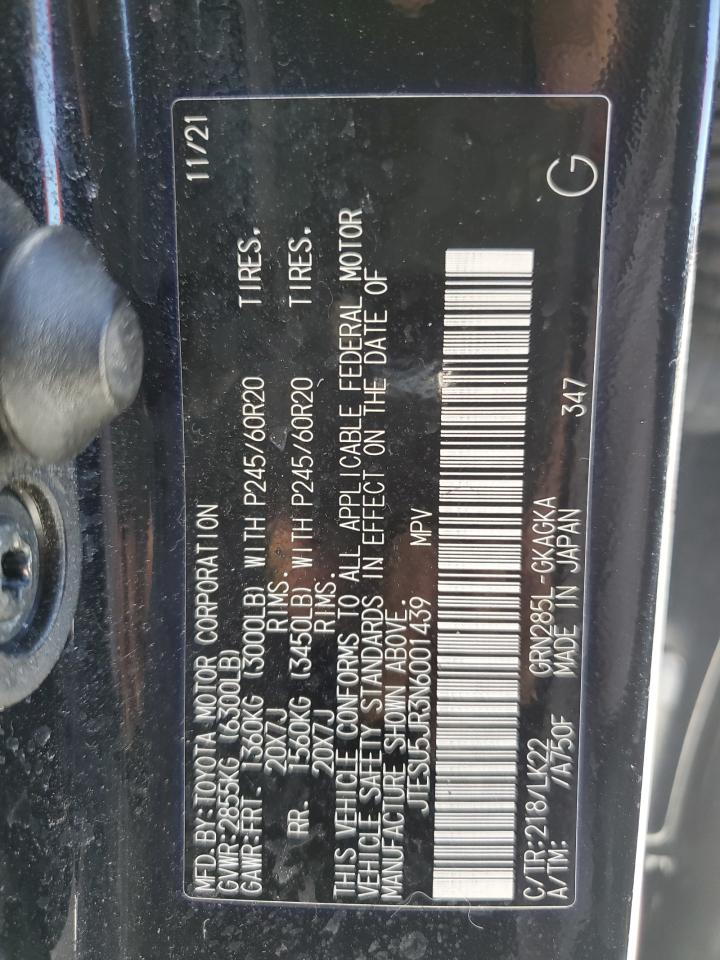 MFD. BY: TOYOTA MOTOR CORPORATION 11/21
GVWR: 2855KG (6300LB)
GAWR: FRT. 1360KG (3000LB) WITH P245/60R20 TIRES.
20X7J RIMS.
RR. 1560KG (3450LB) WITH P245/60R20 TIRES.
20X7J RIMS.
THIS VEHICLE CONFORMS TO ALL APPLICABLE FEDERAL MOTOR
VEHICLE SAFETY STANDARDS IN EFFECT ON THE DATE OF
MANUFACTURE SHOWN ABOVE.
JTESU5JR3N6001439 MPV
C/TR: 218/LK22 GRN285L-GKAGKA 347
A/TM: /A750F MADE IN JAPAN G